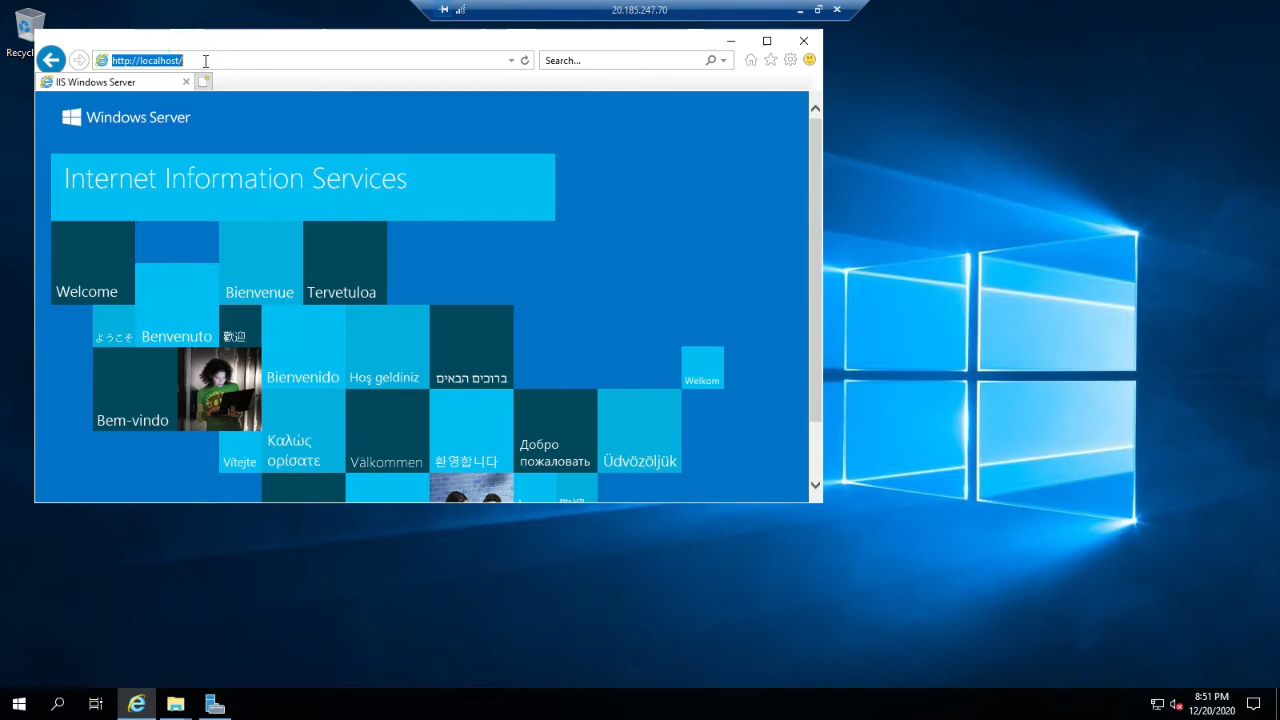 20.185.247.70
Recycl
http://localhost/
Search...
IIS Windows Server
Windows Server
Internet Information Services
Welcome
Bienvenue
Tervetuloa
ようこそ
Benvenuto
歡迎
Bienvenido
Hoş geldiniz
ברוכים הבאים
Welkom
Bem-vindo
Vítejte
Καλώς
ορίσατε
Välkommen
환영합니다
Добро
пожаловать
Üdvözöljük
8:51 PM
12/20/2020